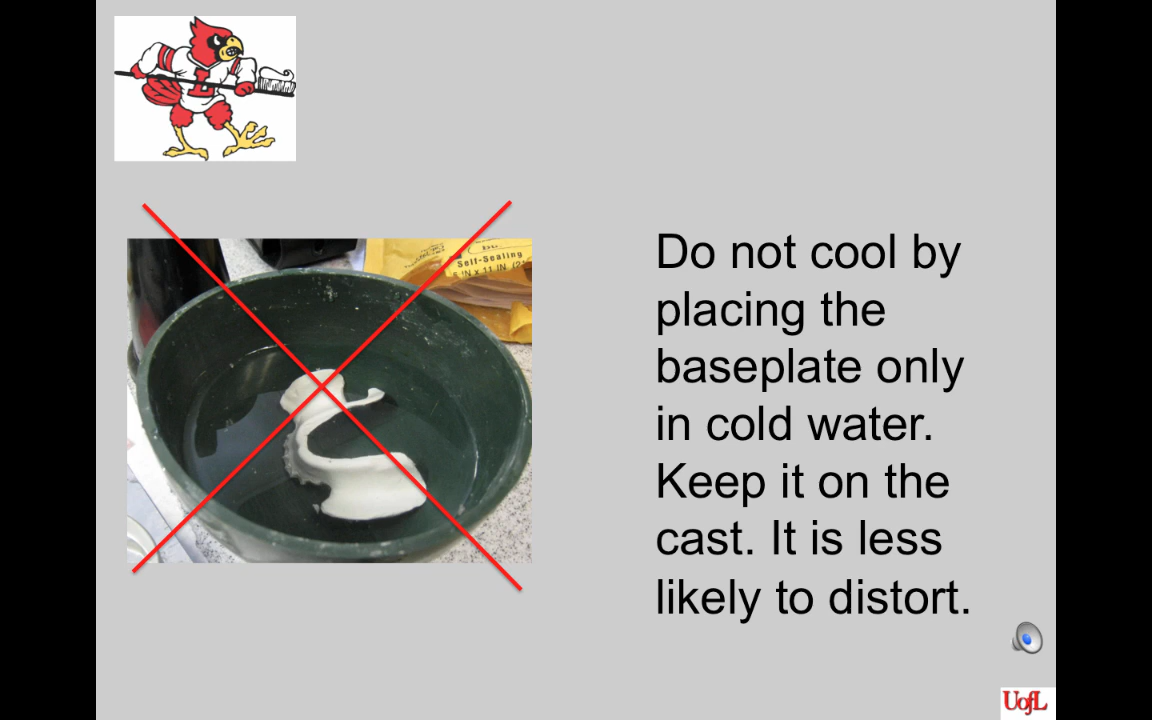 L
Self-Sealing
Do not cool by
placing the
baseplate only
in cold water.
Keep it on the
cast. It is less
likely to distort.
UofL